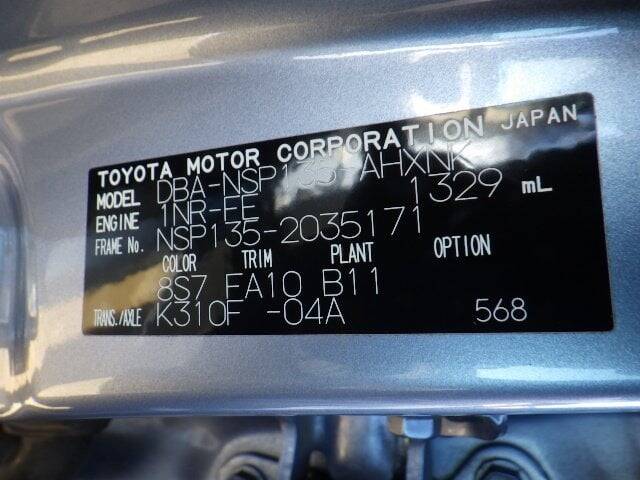 TOYOTA MOTOR CORPORATION JAPAN
MODEL DBA-NSP135-AHXNK
ENGINE 1NR-FE 1329 mL
FRAME No. NSP135-2035171
COLOR TRIM PLANT OPTION
8S7 FA10 B11
TRANS./AXLE K310F -04A 568